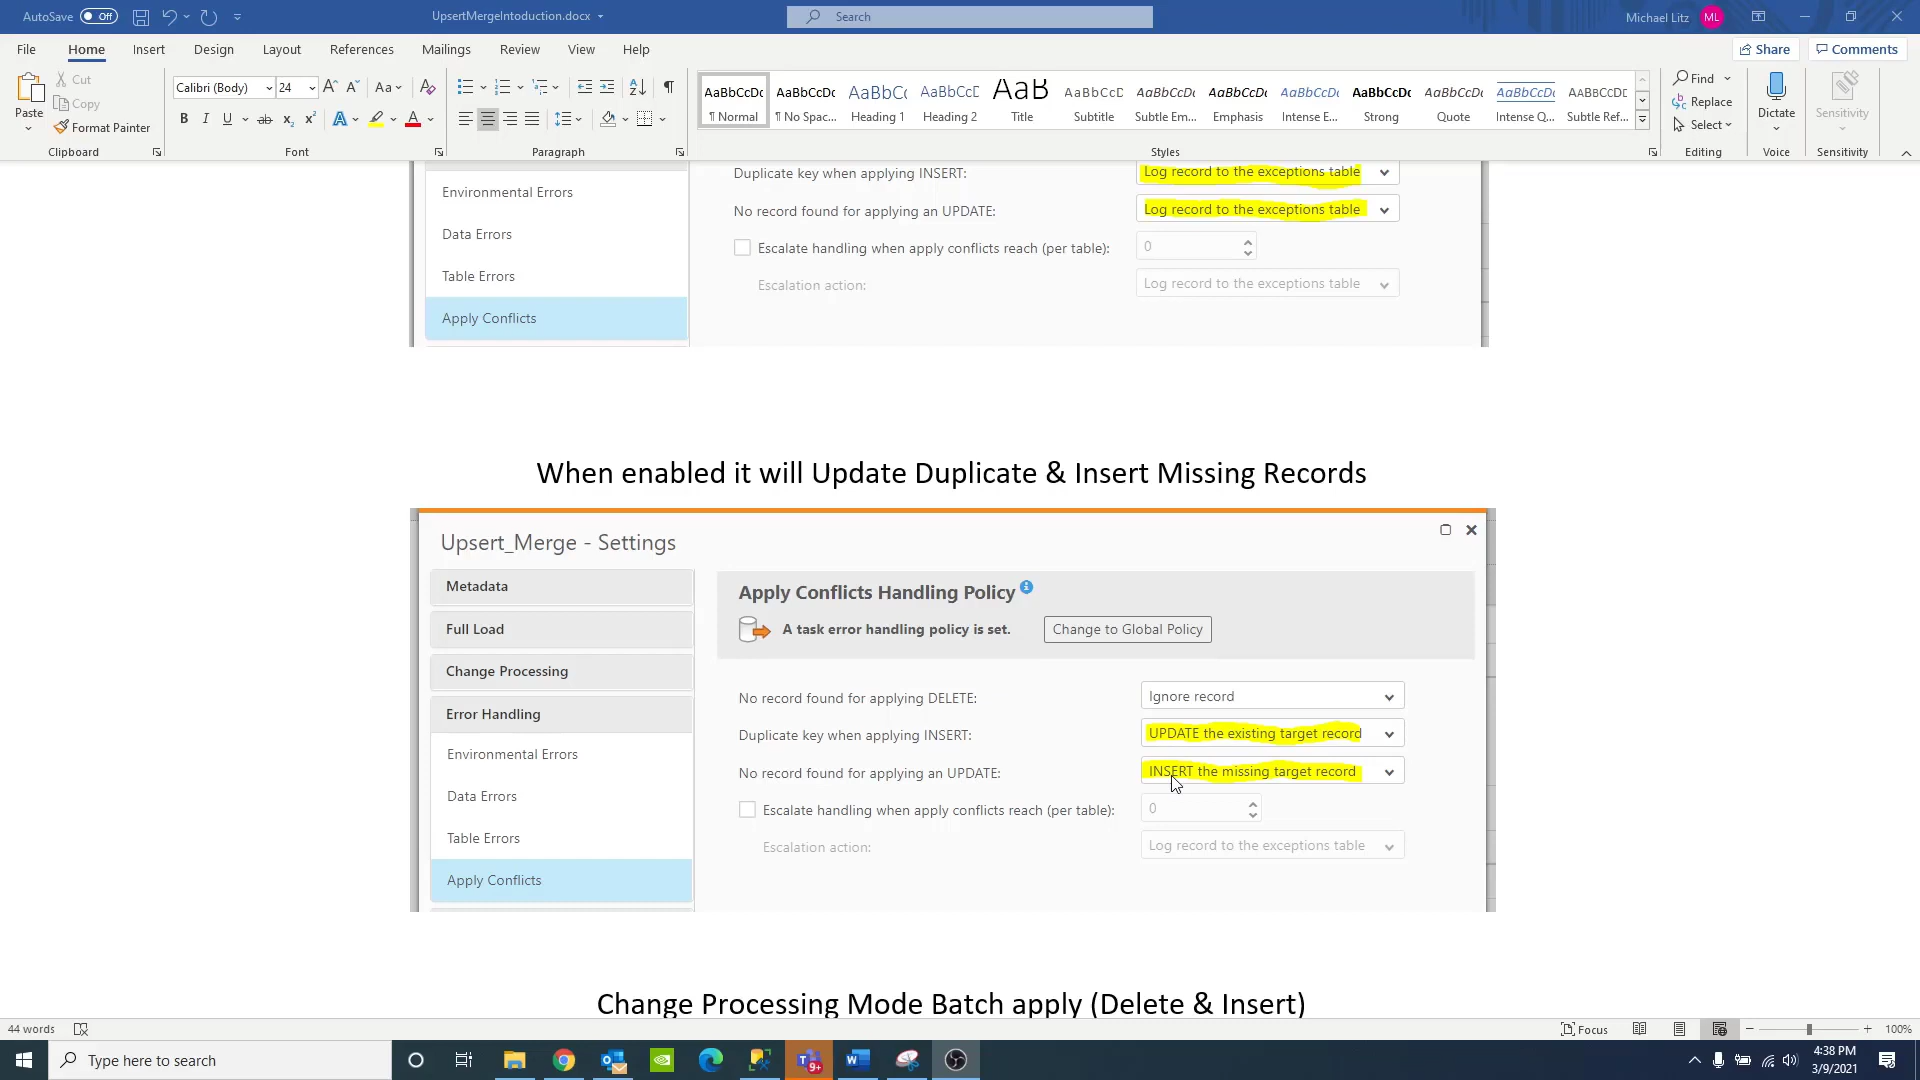 AutoSave Off
UpsertMergeIntoduction.docx
Search
Michael Litz ML
File Home Insert Design Layout References Mailings Review View Help
Share Comments
Paste
Cut
Copy
Format Painter
Clipboard
Calibri (Body) 24
Aa
Font
Paragraph
AaBbCcDc AaBbCcDc AaBbCc AaBbCcD AaB AaBbCcD AaBbCcDc AaBbCcDc AaBbCcDc AaBbCcDc AaBbCcDc AaBbCcDc AaBbCcDc
¶ Normal ¶ No Spac... Heading 1 Heading 2 Title Subtitle Subtle Em... Emphasis Intense E... Strong Quote Intense Q... Subtle Ref...
Styles
Find
Replace
Select
Editing
Dictate
Voice
Sensitivity
Sensitivity
Duplicate key when applying INSERT: Log record to the exceptions table
Environmental Errors
No record found for applying an UPDATE: Log record to the exceptions table
Data Errors
Escalate handling when apply conflicts reach (per table): 0
Table Errors
Escalation action: Log record to the exceptions table
Apply Conflicts
When enabled it will Update Duplicate & Insert Missing Records
Upsert_Merge - Settings
Metadata
Full Load
Change Processing
Error Handling
Environmental Errors
Data Errors
Table Errors
Apply Conflicts
Apply Conflicts Handling Policy
A task error handling policy is set. Change to Global Policy
No record found for applying DELETE: Ignore record
Duplicate key when applying INSERT: UPDATE the existing target record
No record found for applying an UPDATE: INSERT the missing target record
Escalate handling when apply conflicts reach (per table): 0
Escalation action: Log record to the exceptions table
Change Processing Mode Batch apply (Delete & Insert)
44 words
Focus
100%
Type here to search
9+
4:38 PM
3/9/2021